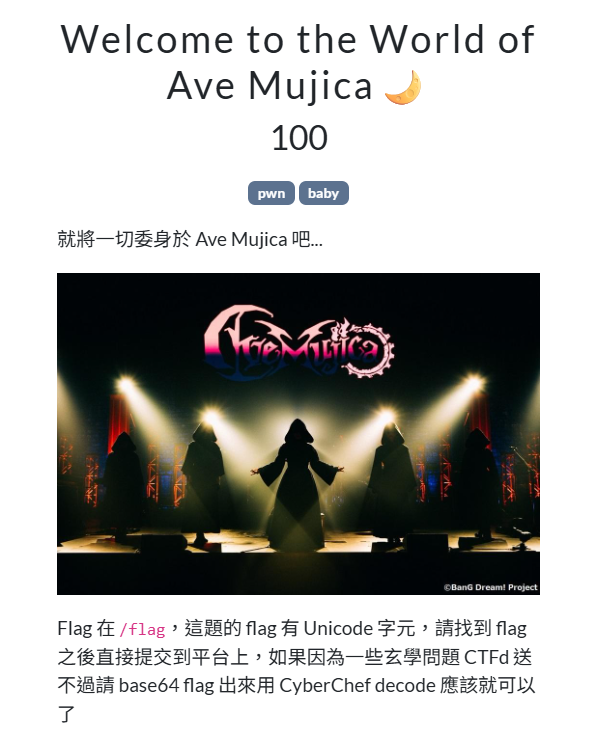 Welcome to the World of
Ave Mujica 🌙
100
pwn baby
就將一切委身於 Ave Mujica 吧...
Ave Mujica
©BanG Dream! Project
Flag 在 /flag，這題的 flag 有 Unicode 字元，請找到 flag
之後直接提交到平台上，如果因為一些玄學問題 CTFd 送
不過請 base64 flag 出來用 CyberChef decode 應該就可以
了